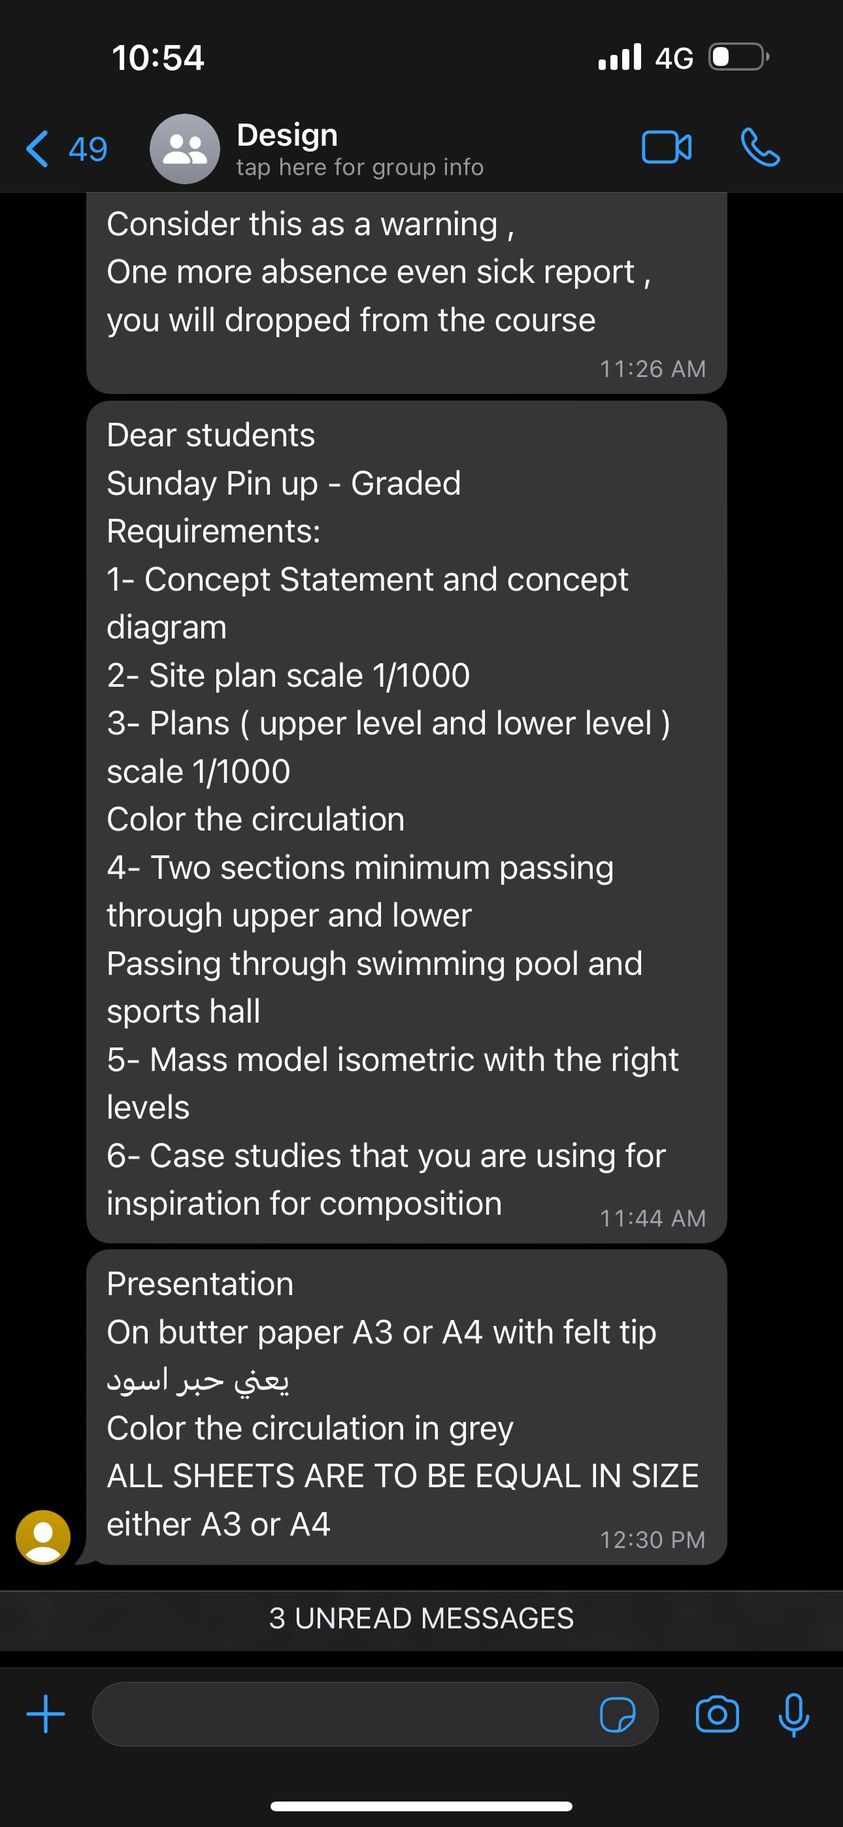 10:54
4G
49
Design
tap here for group info
Consider this as a warning ,
One more absence even sick report ,
you will dropped from the course
11:26 AM
Dear students
Sunday Pin up - Graded
Requirements:
1- Concept Statement and concept
diagram
2- Site plan scale 1/1000
3- Plans ( upper level and lower level )
scale 1/1000
Color the circulation
4- Two sections minimum passing
through upper and lower
Passing through swimming pool and
sports hall
5- Mass model isometric with the right
levels
6- Case studies that you are using for
inspiration for composition
11:44 AM
Presentation
On butter paper A3 or A4 with felt tip
يعني حبر اسود
Color the circulation in grey
ALL SHEETS ARE TO BE EQUAL IN SIZE
either A3 or A4
12:30 PM
3 UNREAD MESSAGES